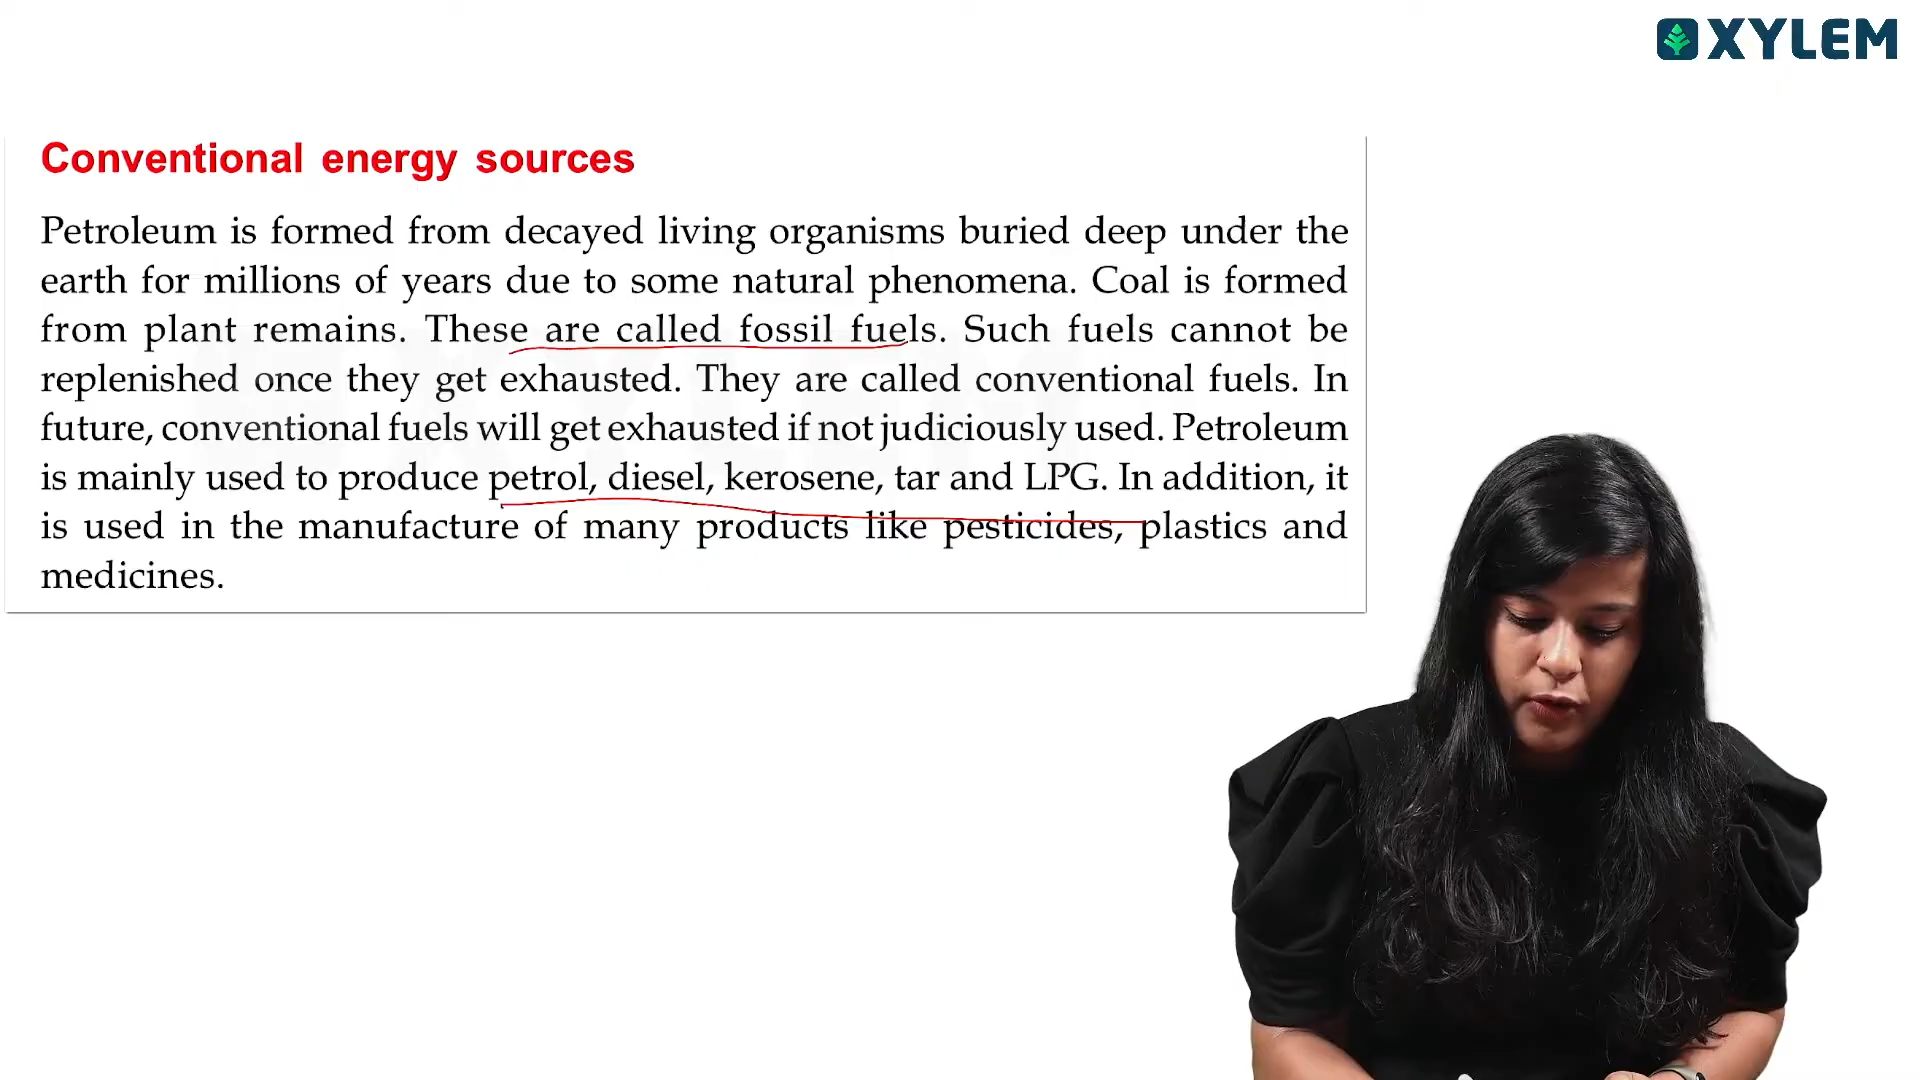 XYLEM
Conventional energy sources
Petroleum is formed from decayed living organisms buried deep under the
earth for millions of years due to some natural phenomena. Coal is formed
from plant remains. These are called fossil fuels. Such fuels cannot be
replenished once they get exhausted. They are called conventional fuels. In
future, conventional fuels will get exhausted if not judiciously used. Petroleum
is mainly used to produce petrol, diesel, kerosene, tar and LPG. In addition, it
is used in the manufacture of many products like pesticides, plastics and
medicines.